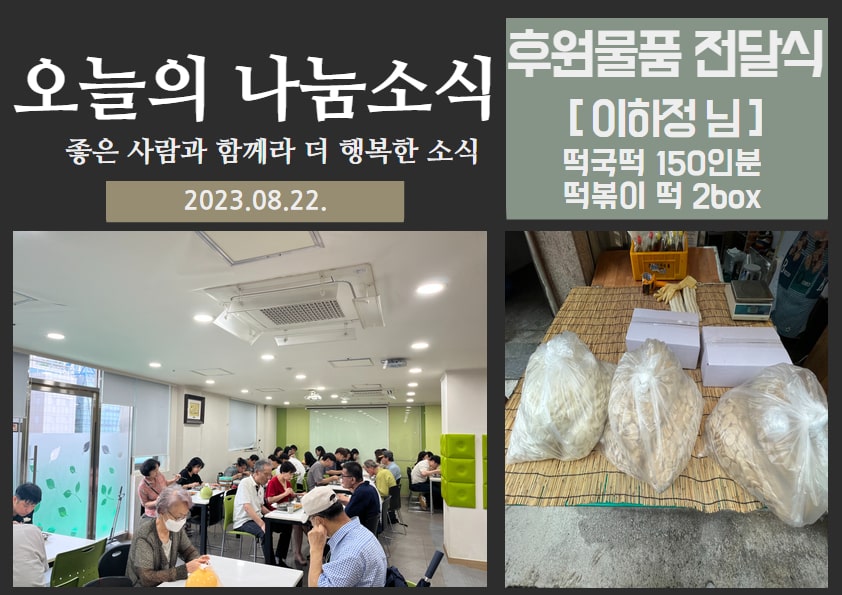 오늘의 나눔소식
좋은 사람과 함께라 더 행복한 소식
2023.08.22.
후원물품 전달식
[ 이하정 님 ]
떡국떡 150인분
떡볶이 떡 2box